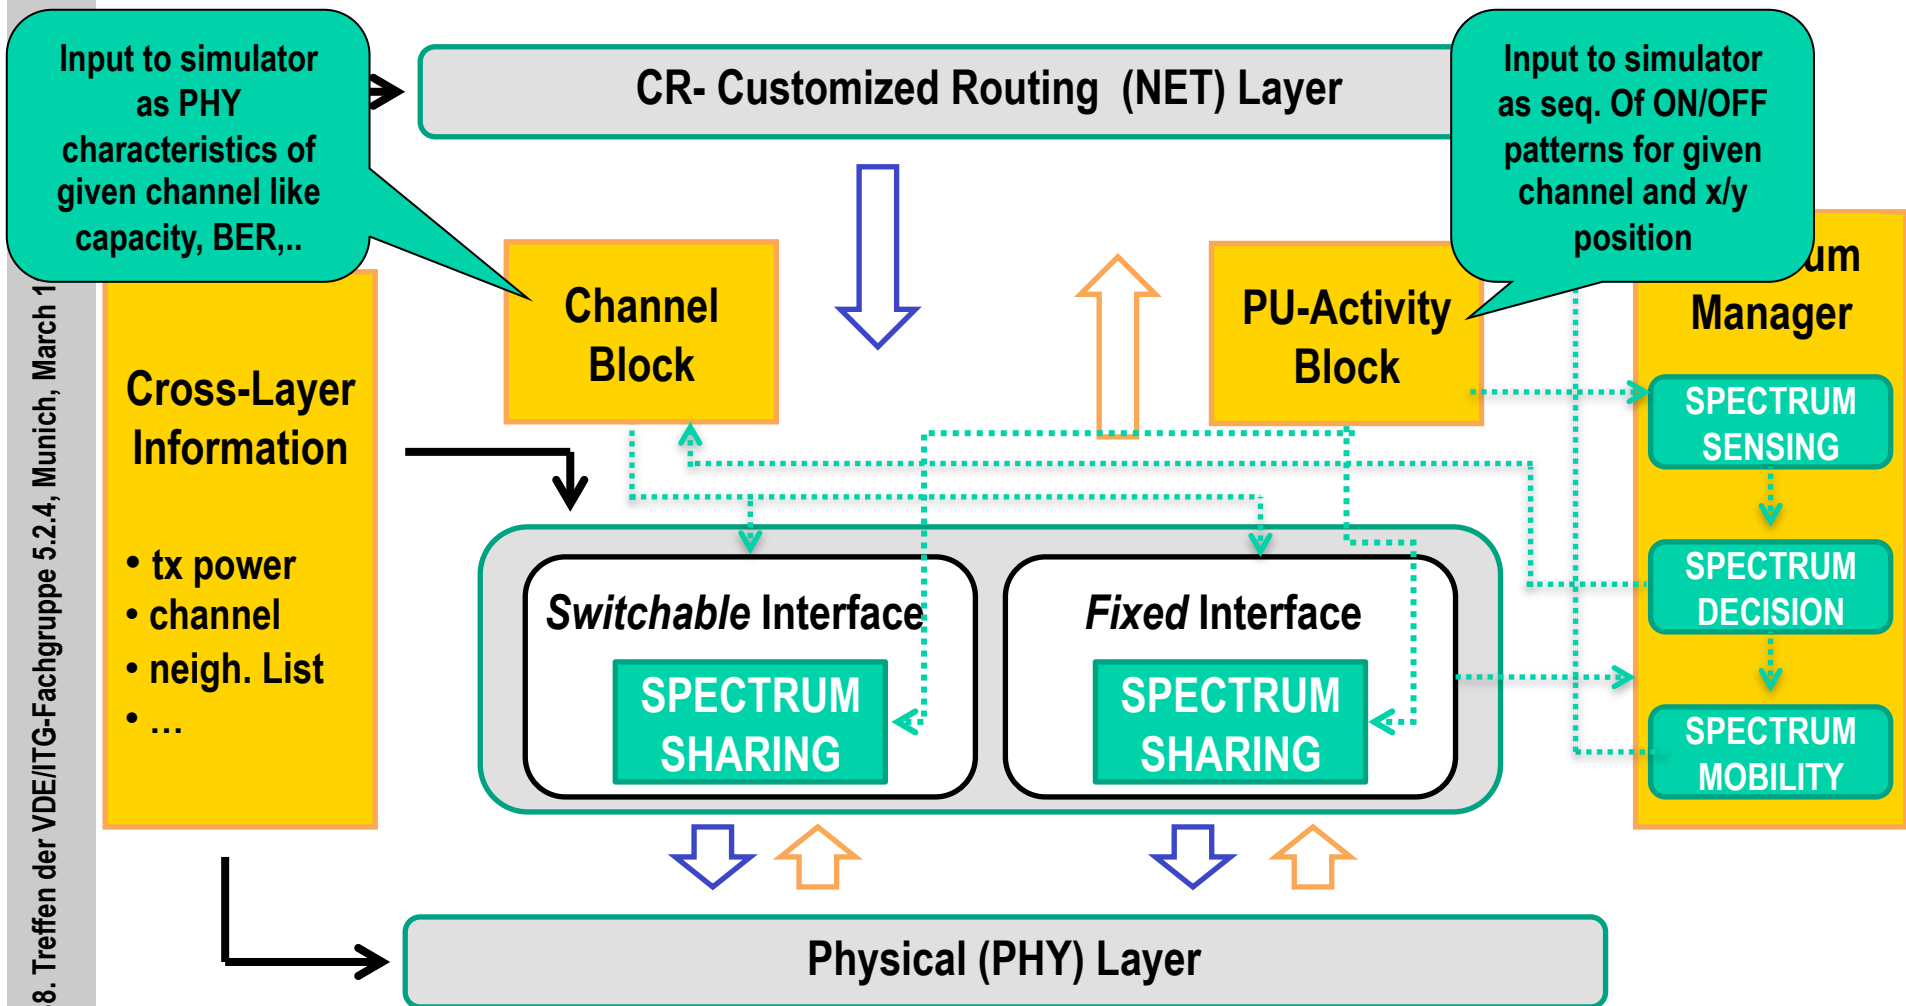 Input to simulator
as PHY
characteristics of
given channel like
capacity, BER,..
CR- Customized Routing  (NET) Layer
Input to simulator
as seq. Of ON/OFF
patterns for given
channel and x/y
position
Channel
Block
PU-Activity
Block
Manager
Cross-Layer
Information
• tx power
• channel
• neigh. List
• …
SPECTRUM
SENSING
SPECTRUM
DECISION
SPECTRUM
MOBILITY
Switchable Interface
SPECTRUM
SHARING
Fixed Interface
SPECTRUM
SHARING
Physical (PHY) Layer
8. Treffen der VDE/ITG-Fachgruppe 5.2.4, Munich, March 1